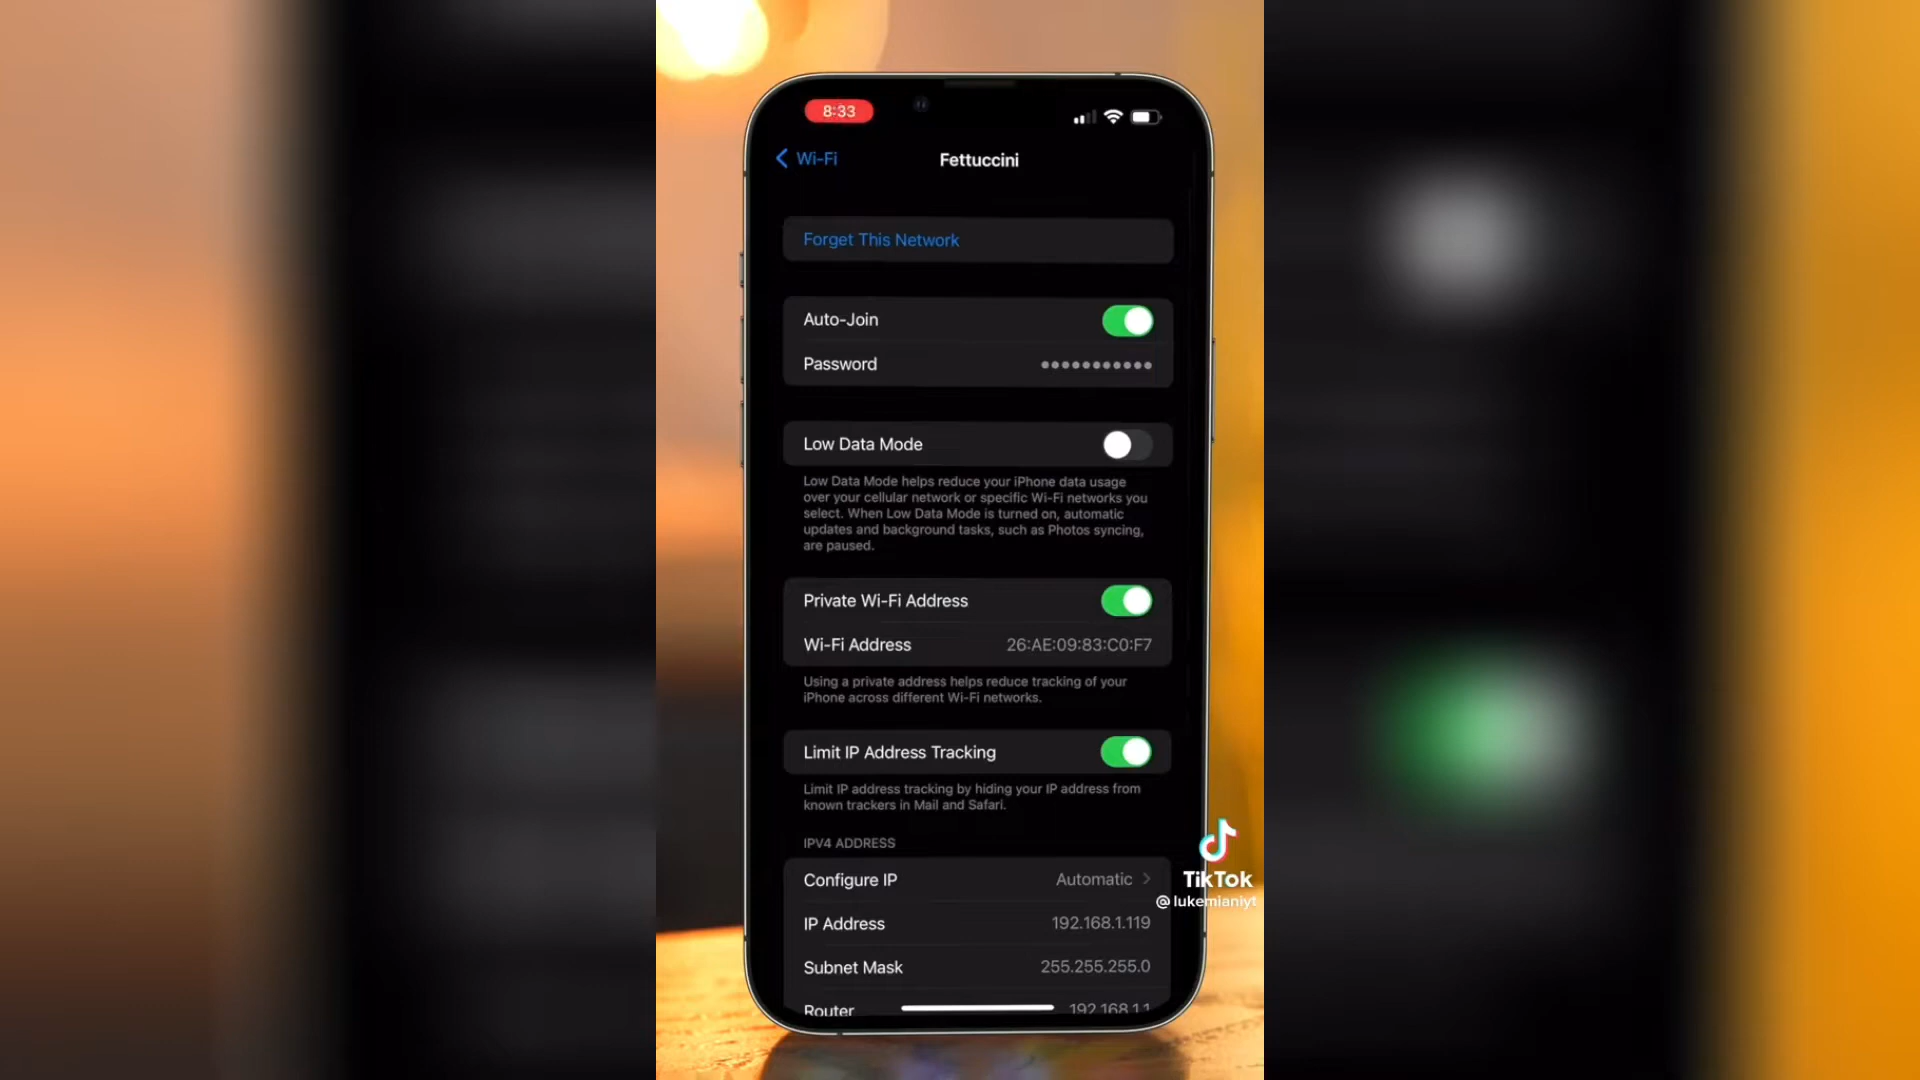 8:33
Wi-Fi
Fettuccini
Forget This Network
Auto-Join
Password
Low Data Mode
Low Data Mode helps reduce your iPhone data usage
over your cellular network or specific Wi-Fi networks you
select. When Low Data Mode is turned on, automatic
updates and background tasks, such as Photos syncing,
are paused.
Private Wi-Fi Address
Wi-Fi Address 26:AE:09:83:C0:F7
Using a private address helps reduce tracking of your
iPhone across different Wi-Fi networks.
Limit IP Address Tracking
Limit IP address tracking by hiding your IP address from
known trackers in Mail and Safari.
IPV4 ADDRESS
Configure IP Automatic
IP Address 192.168.1.119
Subnet Mask 255.255.255.0
Router 192.168.1.1
TikTok
@lukemianiyt